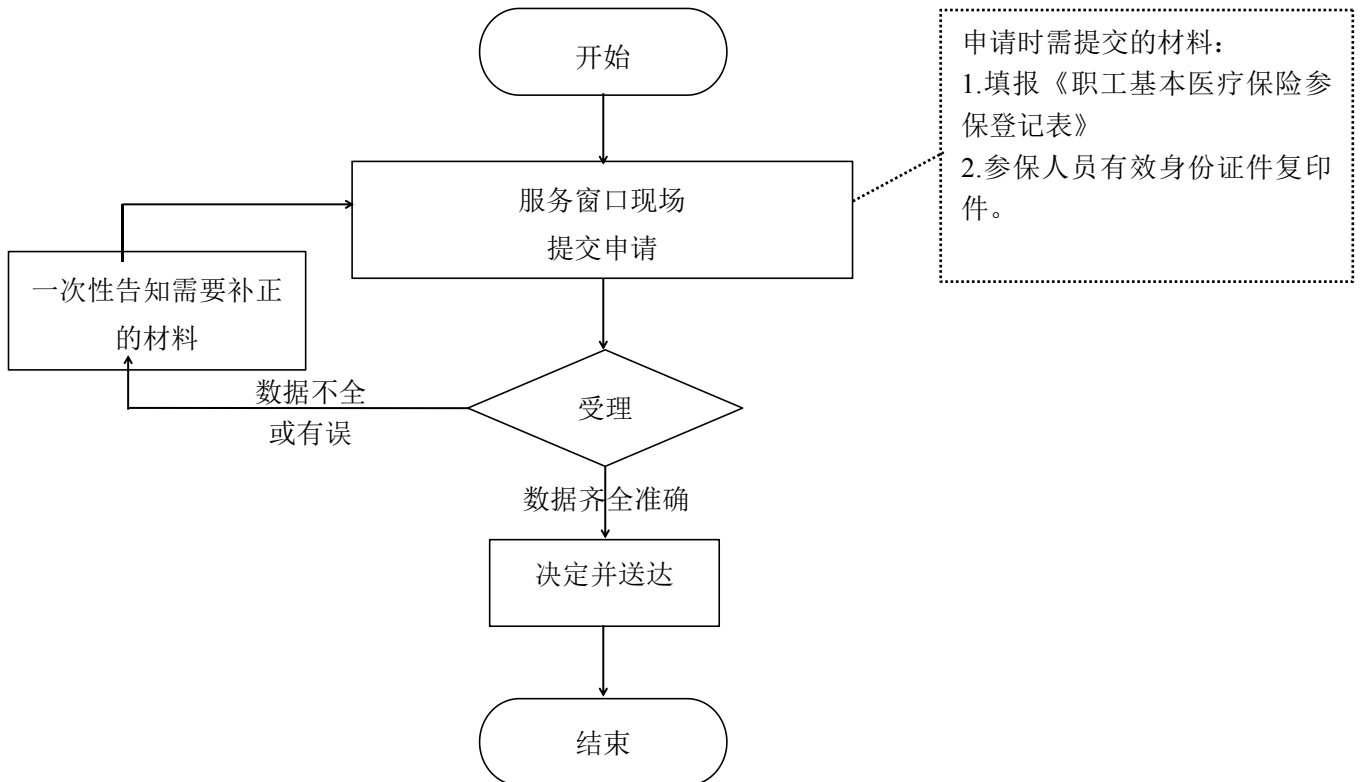 开始
申请时需提交的材料：
1.填报《职工基本医疗保险参
保登记表》
2.参保人员有效身份证件复印
件。
服务窗口现场
提交申请
一次性告知需要补正
的材料
数据不全
或有误
受理
数据齐全准确
决定并送达
结束